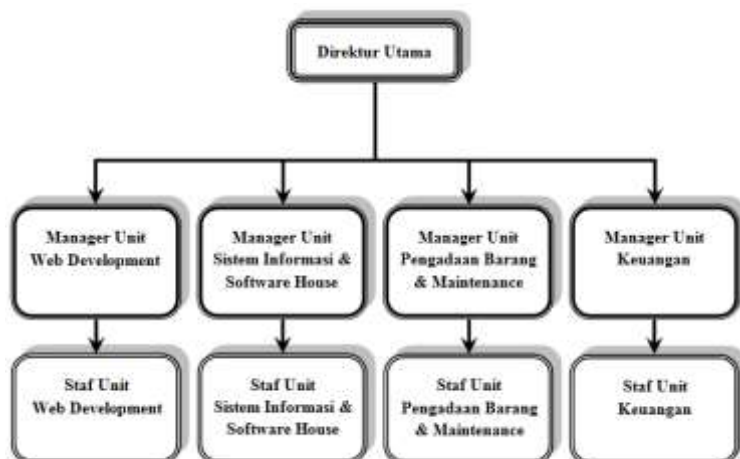 Direktur Utama
Manager Unit
Web Development
Manager Unit
Sistem Informasi &
Software House
Manager Unit
Pengadaan Barang
& Maintenance
Manager Unit
Keuangan
Staf Unit
Web Development
Staf Unit
Sistem Informasi &
Software House
Staf Unit
Pengadaan Barang
& Maintenance
Staf Unit
Keuangan